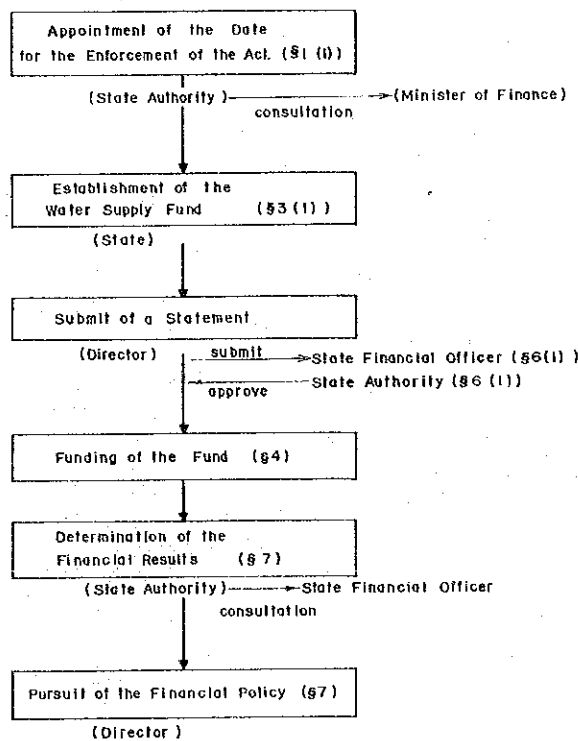 Appointment of the Date
for the Enforcement of the Act. (§1 (1))
(State Authority) (Minister of Finance)
consultation
Establishment of the
Water Supply Fund (§3 (1))
(State)
Submit of a Statement
(Director) submit State Financial Officer (§6(1))
approve State Authority (§6 (1))
Funding of the Fund (§4)
Determination of the
Financial Results (§7)
(State Authority) State Financial Officer
consultation
Pursuit of the Financial Policy (§7)
(Director)